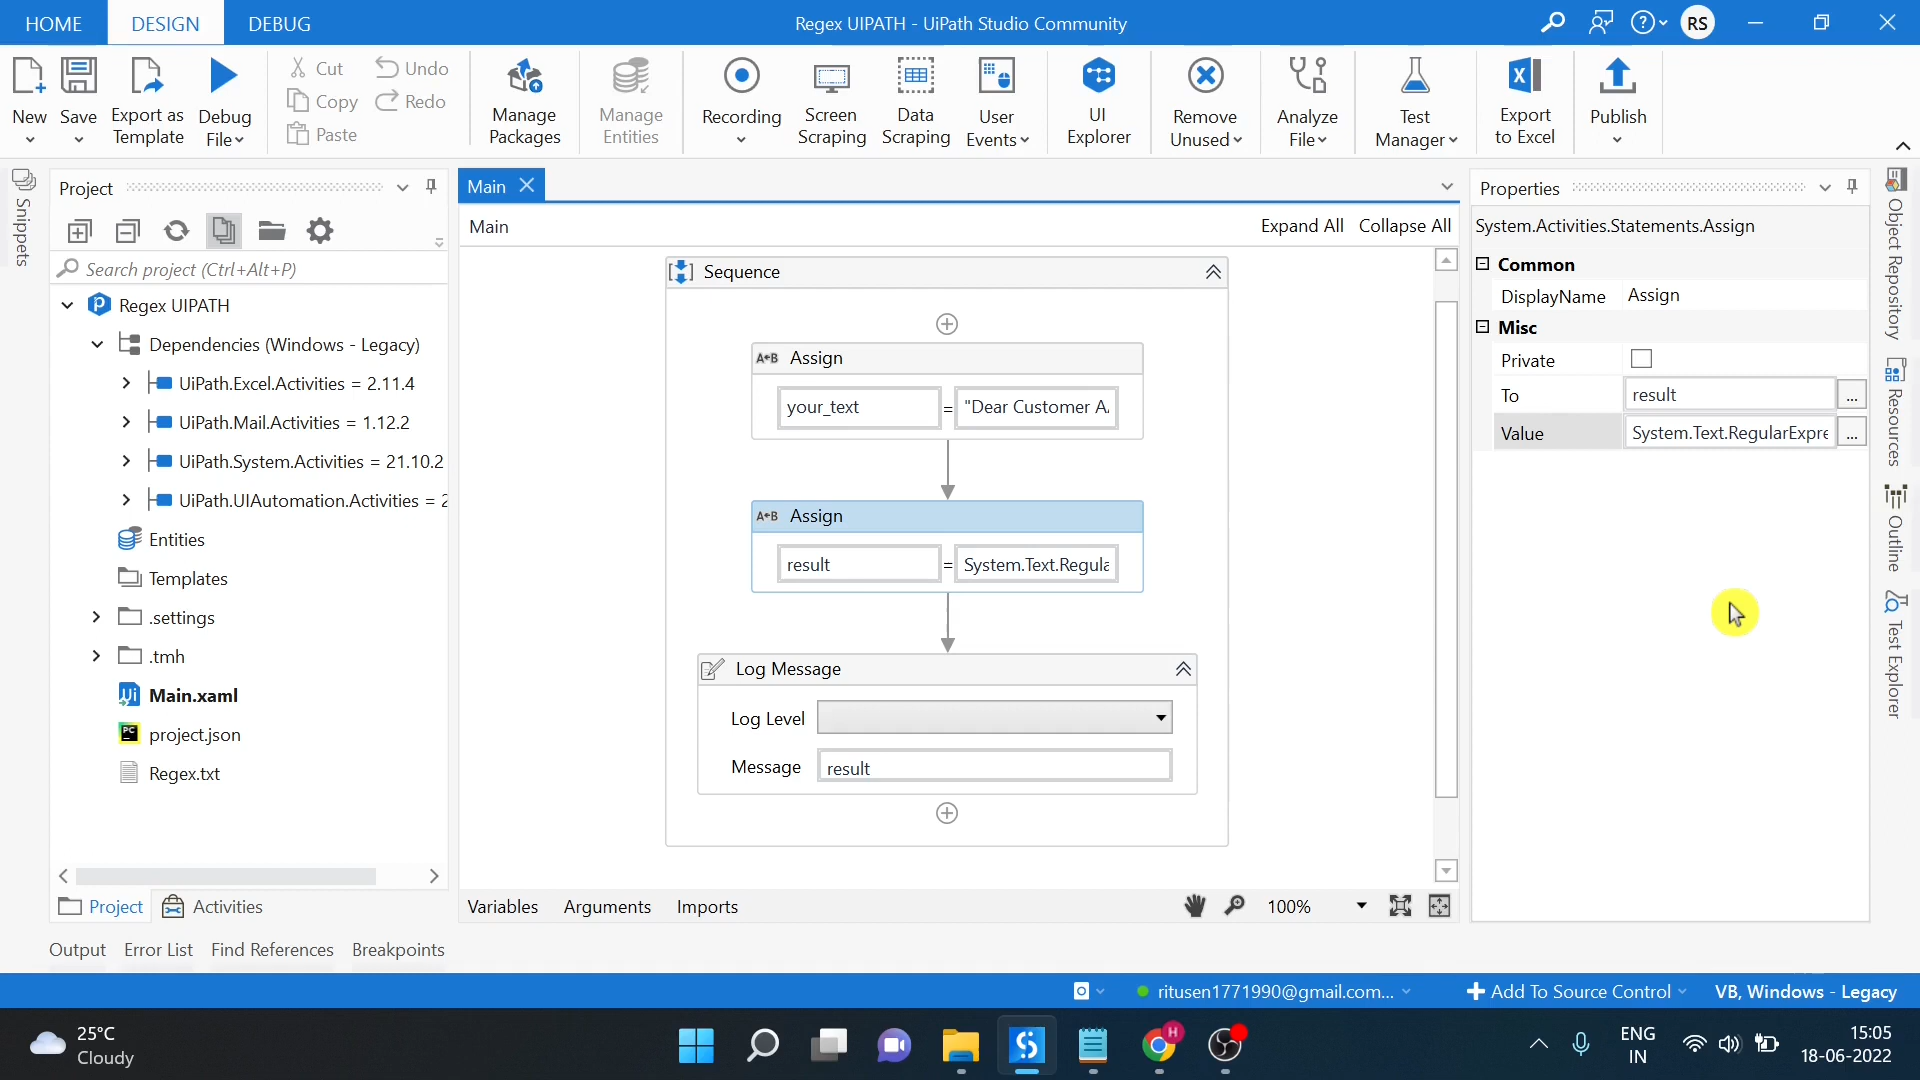 HOME
DESIGN
DEBUG
Regex UIPATH - UiPath Studio Community
RS
New
Save
Export as
Template
Debug
File
Cut
Copy
Paste
Undo
Redo
Manage
Packages
Manage
Entities
Recording
Screen
Scraping
Data
Scraping
User
Events
UI
Explorer
Remove
Unused
Analyze
File
Test
Manager
Export
to Excel
Publish
Snippets
Project
Search project (Ctrl+Alt+P)
Regex UIPATH
Dependencies (Windows - Legacy)
UiPath.Excel.Activities = 2.11.4
UiPath.Mail.Activities = 1.12.2
UiPath.System.Activities = 21.10.2
UiPath.UIAutomation.Activities = 2
Entities
Templates
.settings
.tmh
Main.xaml
project.json
Regex.txt
Project
Activities
Main
Main
Expand All
Collapse All
Sequence
A←B Assign
your_text
=
"Dear Customer A
A←B Assign
result
=
System.Text.Regula
Log Message
Log Level
Message
result
Variables
Arguments
Imports
100%
Properties
System.Activities.Statements.Assign
Common
DisplayName
Assign
Misc
Private
To
result
...
Value
System.Text.RegularExpre
...
Object Repository
Resources
Outline
Test Explorer
Output
Error List
Find References
Breakpoints
ritusen1771990@gmail.com...
Add To Source Control
VB, Windows - Legacy
25°C
Cloudy
H
ENG
IN
15:05
18-06-2022